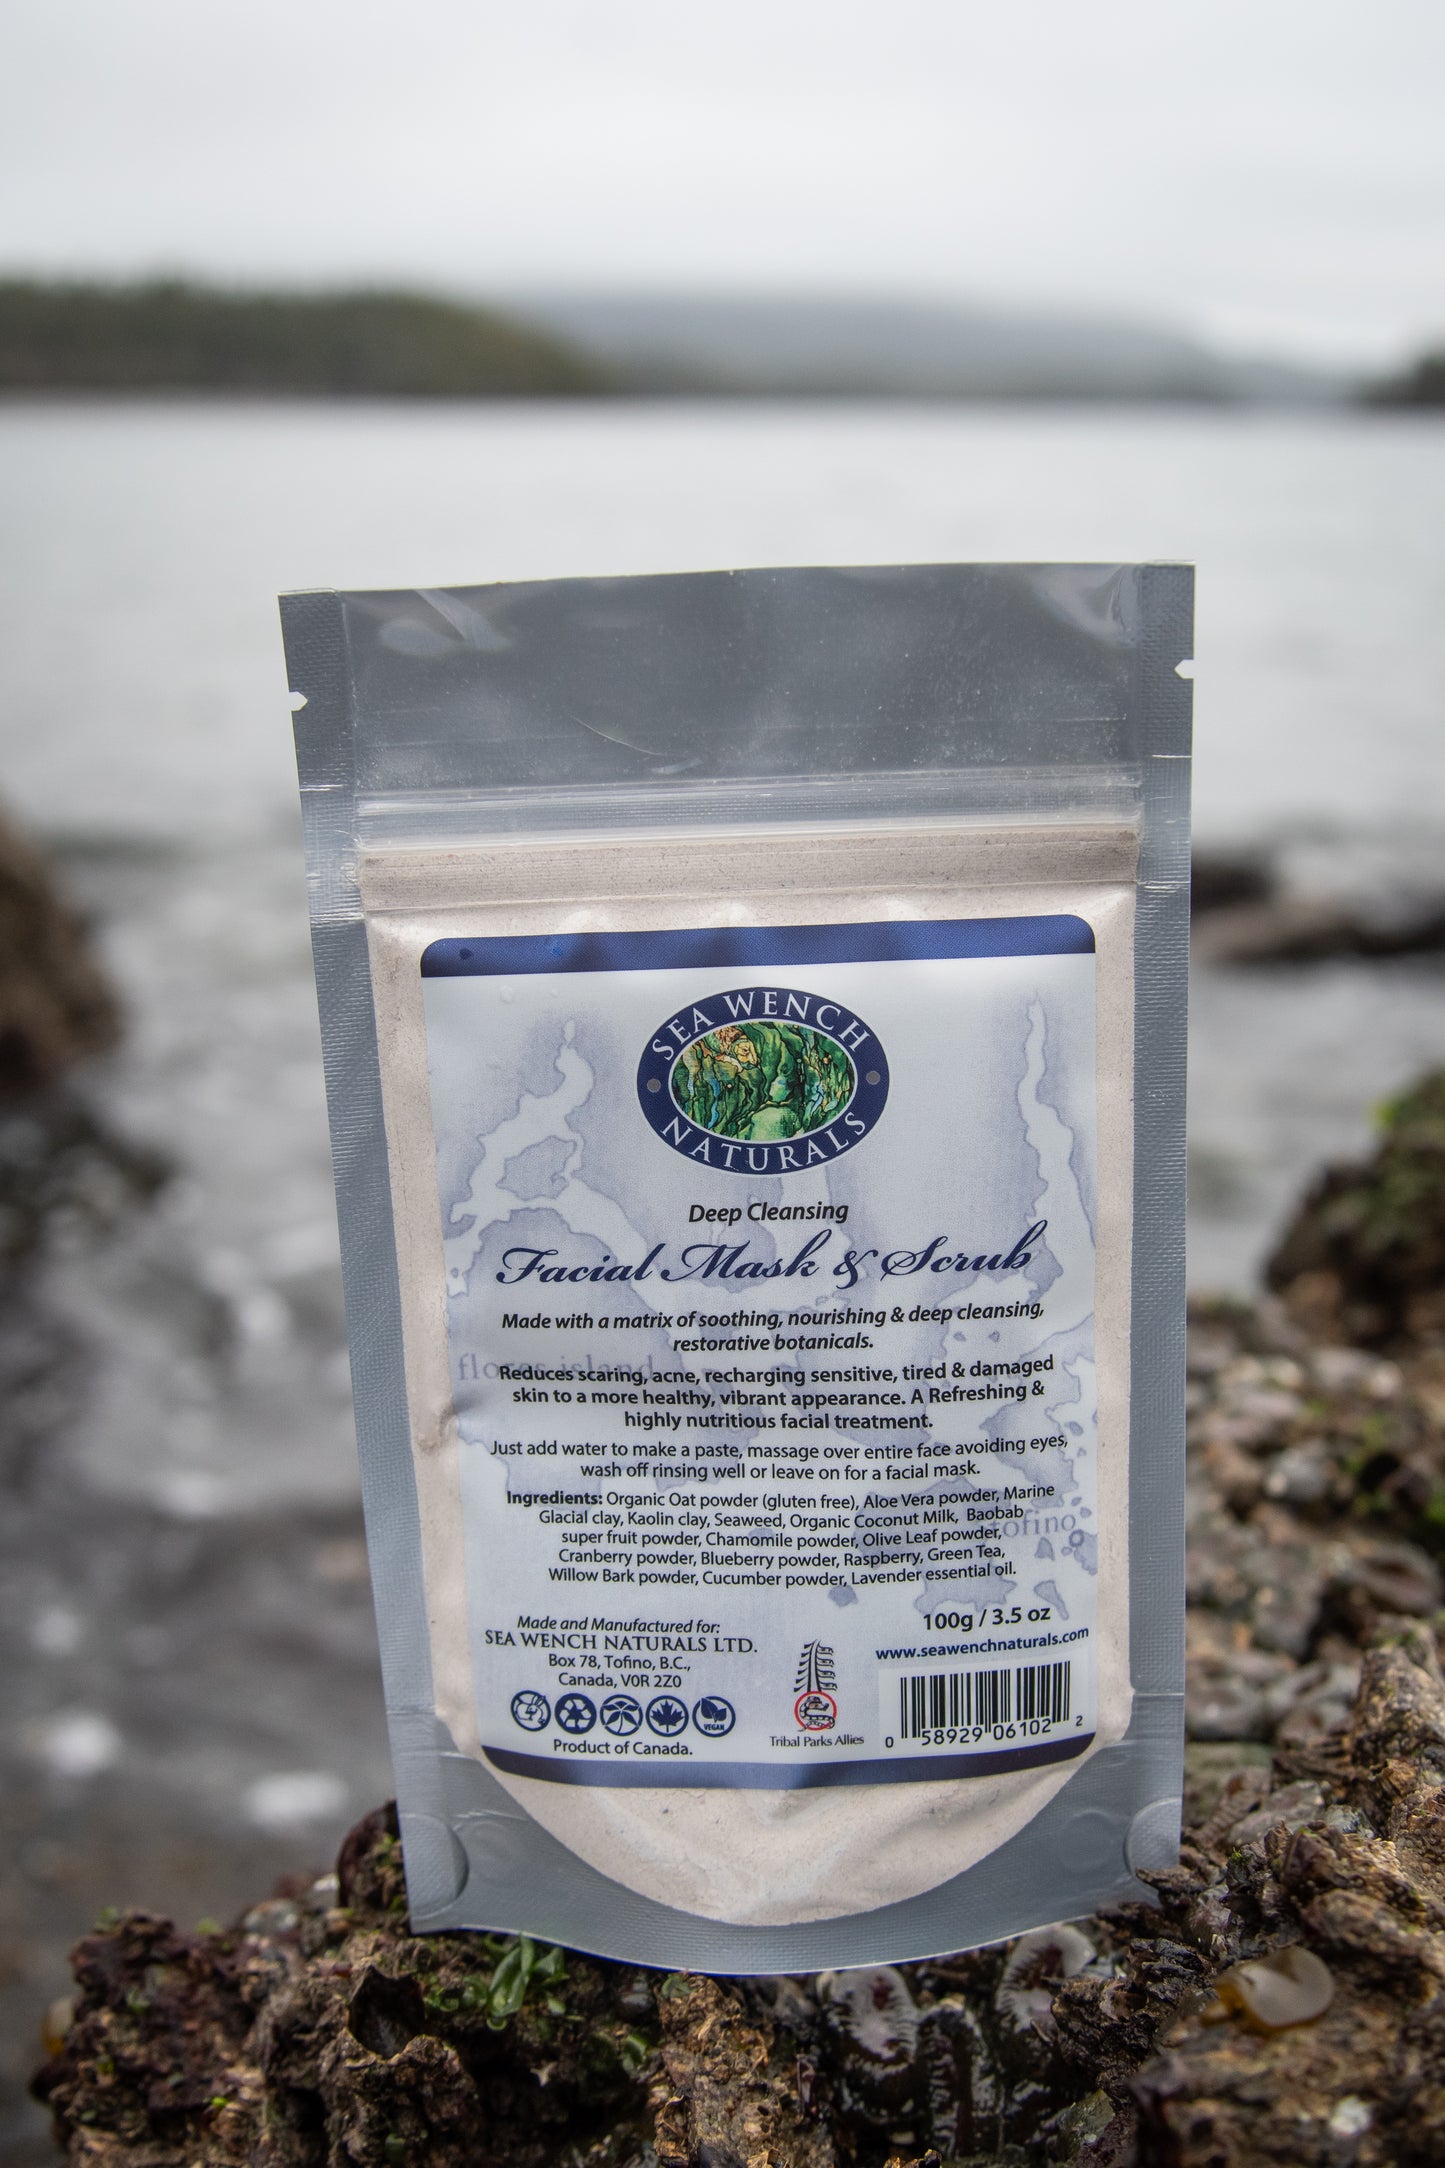 SEA WENCH
NATURALS
Deep Cleansing
Facial Mask & Scrub
Made with a matrix of soothing, nourishing & deep cleansing,
restorative botanicals.
flores island
Reduces scaring, acne, recharging sensitive, tired & damaged
skin to a more healthy, vibrant appearance. A Refreshing &
highly nutritious facial treatment.
Just add water to make a paste, massage over entire face avoiding eyes,
wash off rinsing well or leave on for a facial mask.
Ingredients: Organic Oat powder (gluten free), Aloe Vera powder, Marine
Glacial clay, Kaolin clay, Seaweed, Organic Coconut Milk, Baobab
super fruit powder, Chamomile powder, Olive Leaf powder,
tofino
Cranberry powder, Blueberry powder, Raspberry, Green Tea,
Willow Bark powder, Cucumber powder, Lavender essential oil.
Made and Manufactured for:
SEA WENCH NATURALS LTD.
Box 78, Tofino, B.C.,
Canada, V0R 2Z0
VEGAN
Product of Canada.
Tribal Parks Allies
100g / 3.5 oz
www.seawenchnaturals.com
0 58929 06102 2